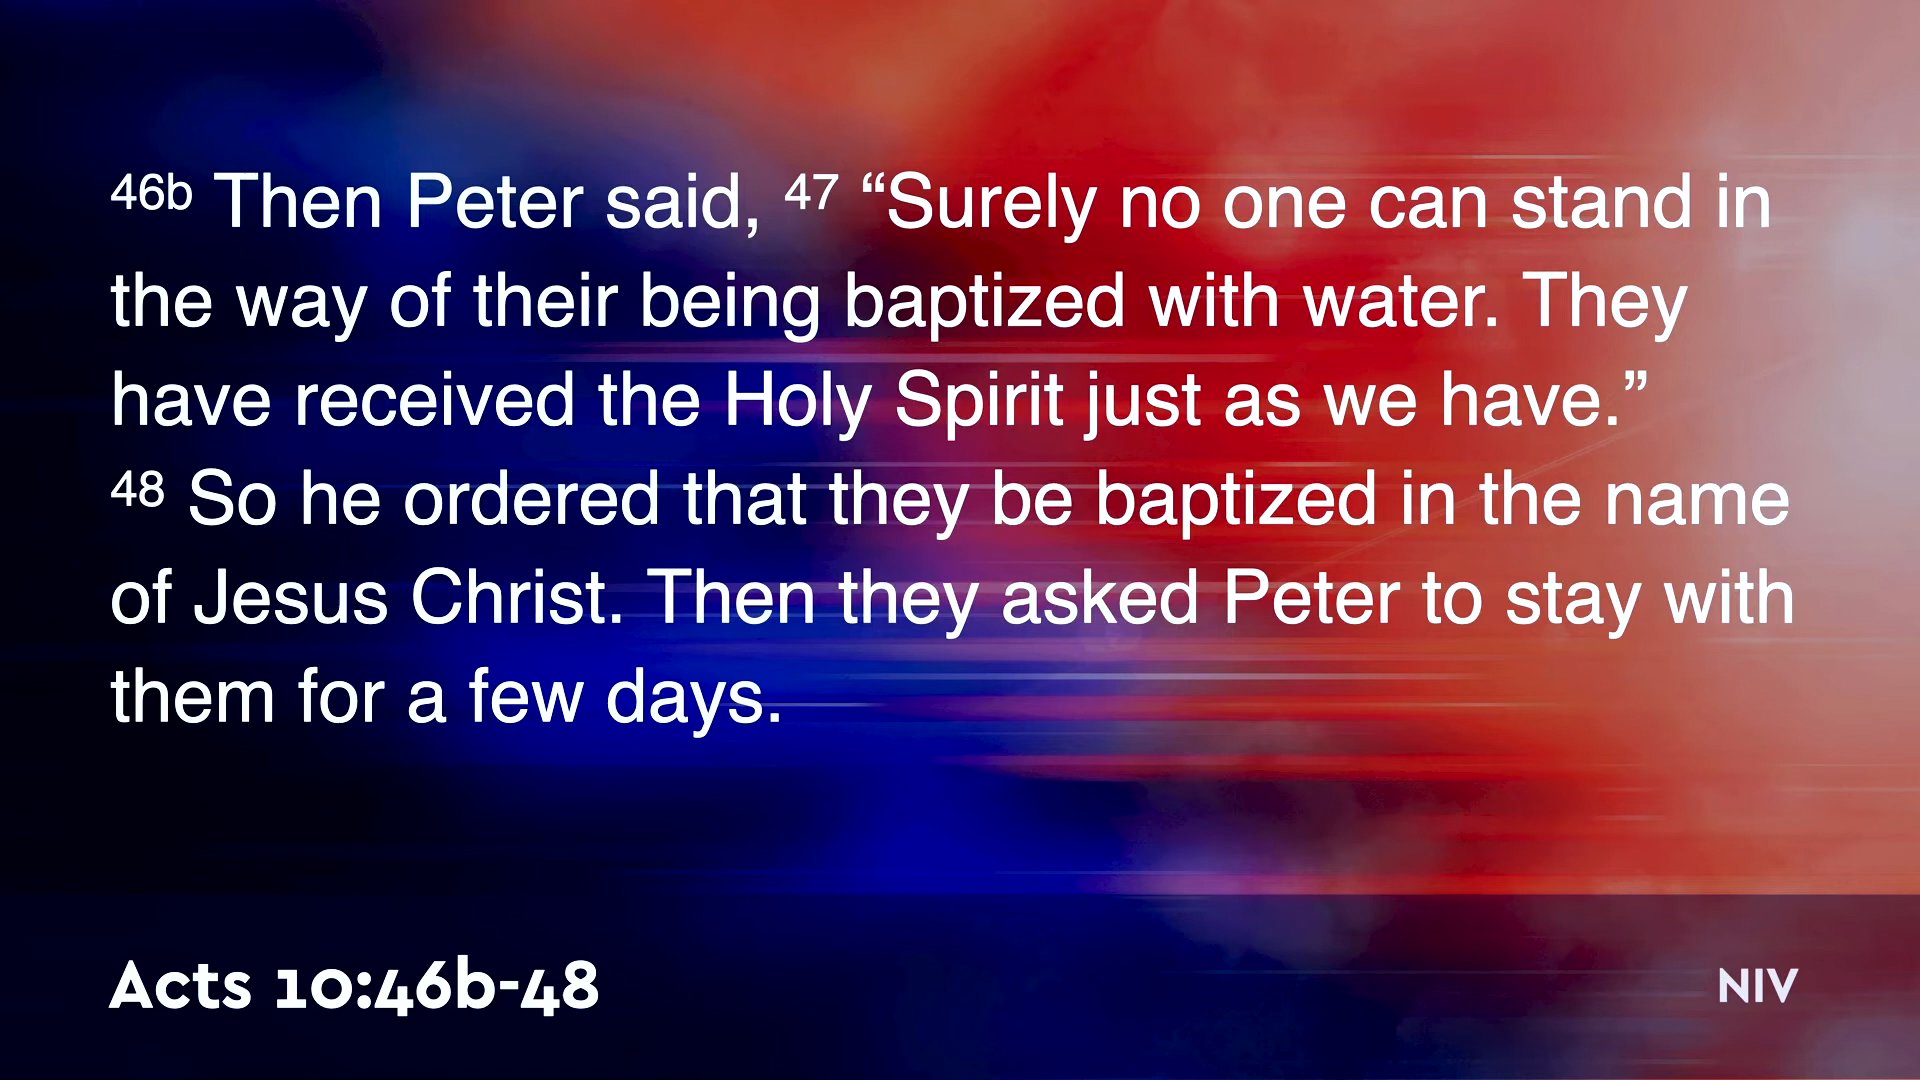 46b Then Peter said, 47 “Surely no one can stand in
the way of their being baptized with water. They
have received the Holy Spirit just as we have.”
48 So he ordered that they be baptized in the name
of Jesus Christ. Then they asked Peter to stay with
them for a few days.
Acts 10:46b-48
NIV